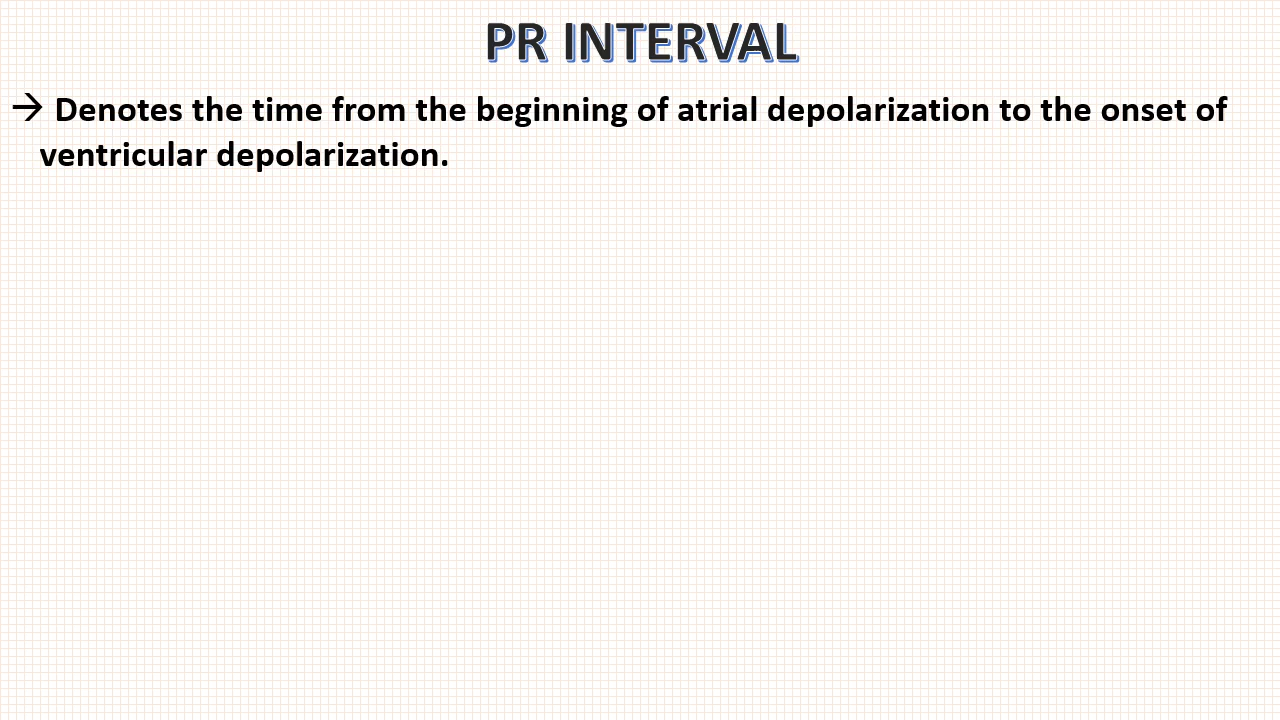 PR INTERVAL
→ Denotes the time from the beginning of atrial depolarization to the onset of
ventricular depolarization.